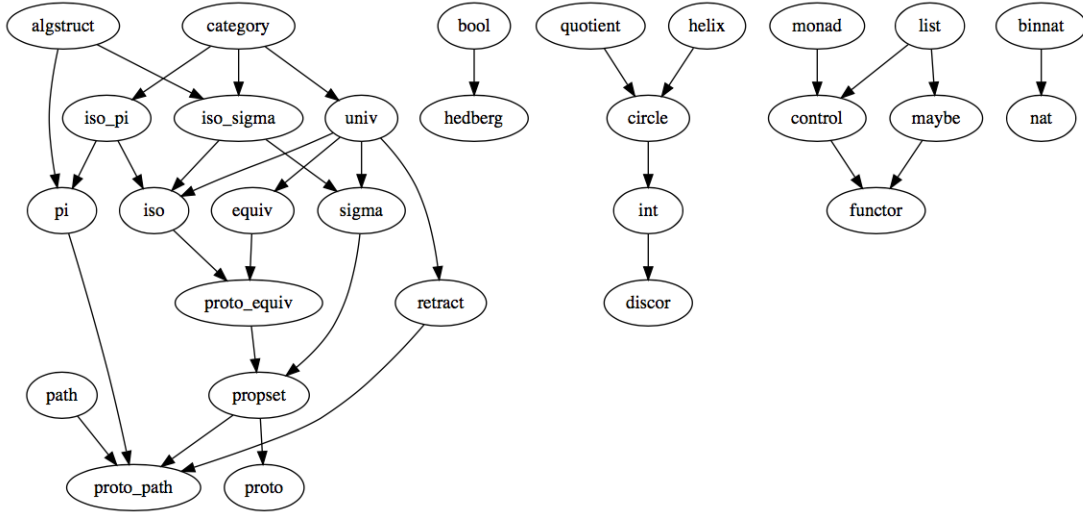 algstruct
category
bool
quotient
helix
monad
list
binnat
iso_pi
iso_sigma
univ
hedberg
circle
control
maybe
nat
pi
iso
equiv
sigma
int
functor
proto_equiv
retract
discor
path
propset
proto_path
proto